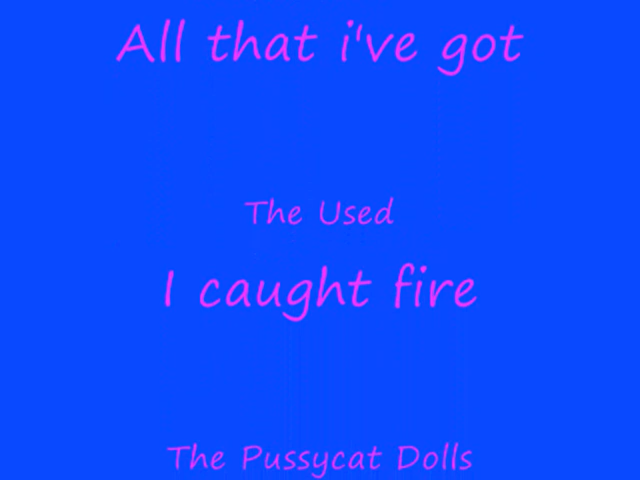 All that i've got
The Used
I caught fire
The Pussycat Dolls